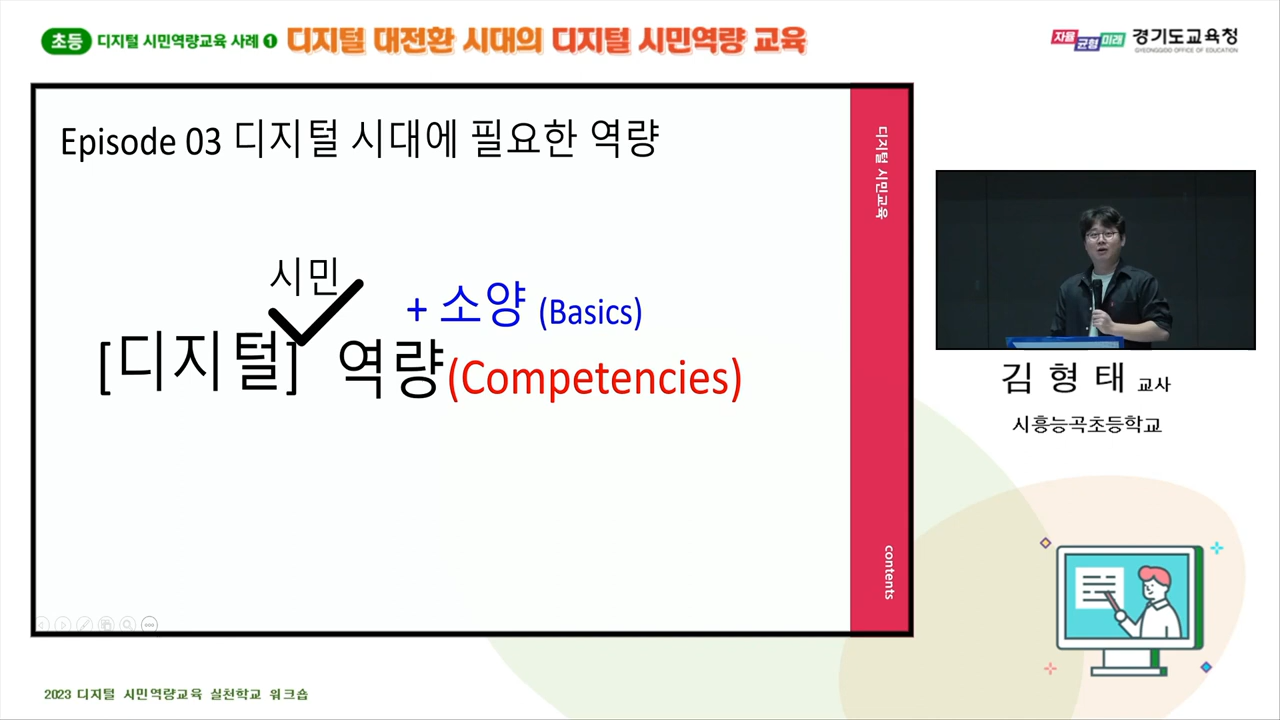 초등 디지털 시민역량교육 사례 1 디지털 대전환 시대의 디지털 시민역량 교육
자율 균형 미래 경기도교육청
GYEONGGIDO OFFICE OF EDUCATION
Episode 03 디지털 시대에 필요한 역량
시민
+ 소양 (Basics)
[디지털] 역량(Competencies)
디지털 시민교육
contents
김 형 태 교사
시흥능곡초등학교
2023 디지털 시민역량교육 실천학교 워크숍